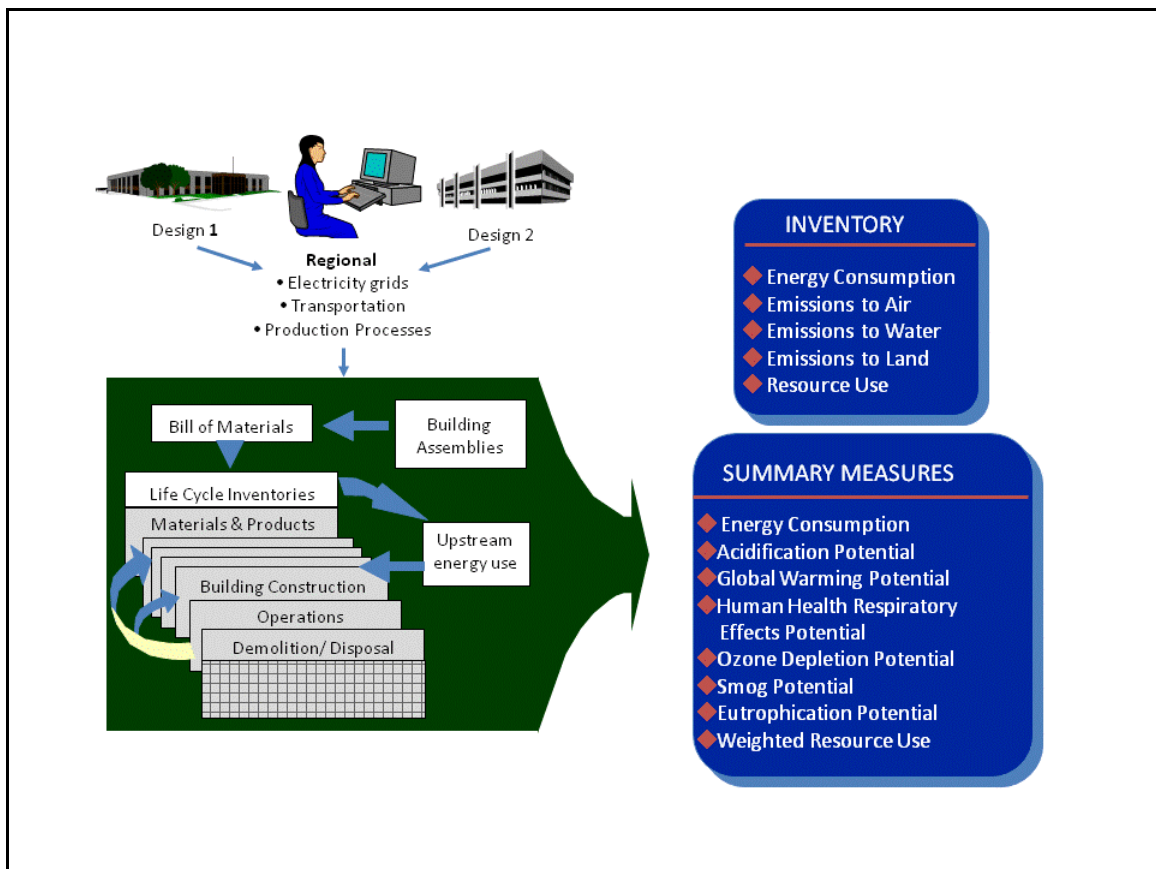 Design 1
Design 2
Regional
• Electricity grids
• Transportation
• Production Processes
Bill of Materials
Building
Assemblies
Life Cycle Inventories
Materials & Products
Upstream
energy use
Building Construction
Operations
Demolition/ Disposal
INVENTORY
Energy Consumption
Emissions to Air
Emissions to Water
Emissions to Land
Resource Use
SUMMARY MEASURES
Energy Consumption
Acidification Potential
Global Warming Potential
Human Health Respiratory
Effects Potential
Ozone Depletion Potential
Smog Potential
Eutrophication Potential
Weighted Resource Use